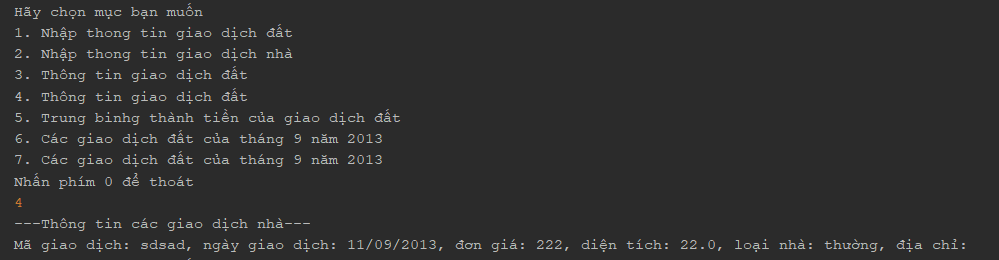 Hãy chọn mục bạn muốn
1. Nhập thong tin giao dịch đất
2. Nhập thong tin giao dịch nhà
3. Thông tin giao dịch đất
4. Thông tin giao dịch đất
5. Trung binhg thành tiền của giao dịch đất
6. Các giao dịch đất của tháng 9 năm 2013
7. Các giao dịch đất của tháng 9 năm 2013
Nhấn phím 0 để thoát
4
---Thông tin các giao dịch nhà---
Mã giao dịch: sdsad, ngày giao dịch: 11/09/2013, đơn giá: 222, diện tích: 22.0, loại nhà: thường, địa chỉ: